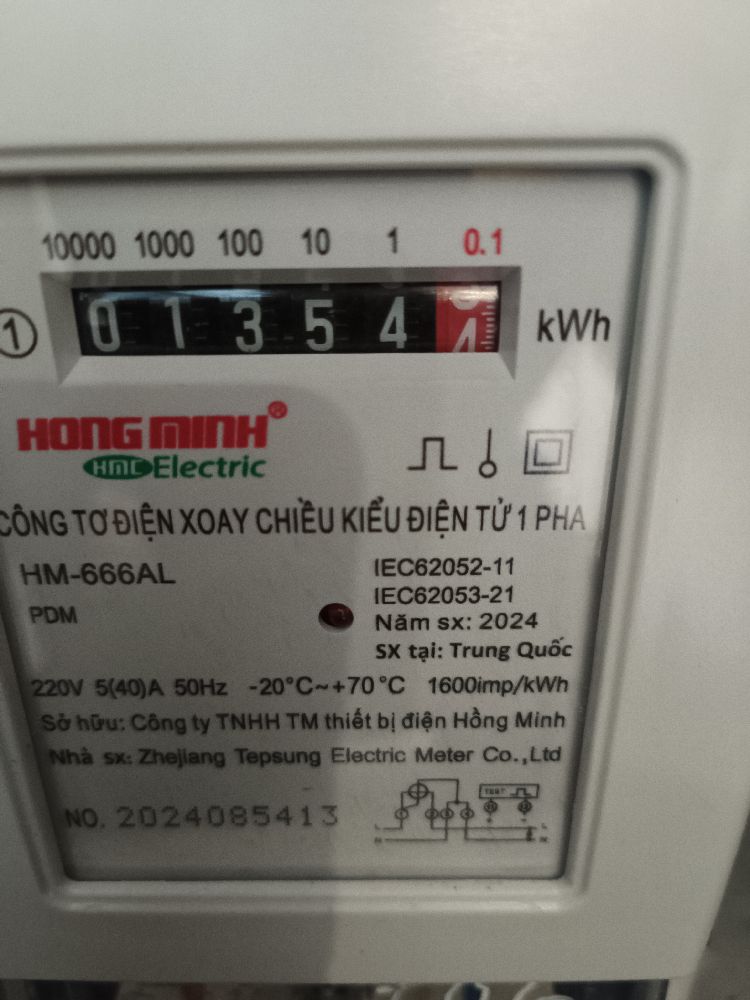 10000 1000 100 10 1 0.1
1 0 1 3 5 4 4 kWh
HONG MINH®
HMC Electric
CÔNG TƠ ĐIỆN XOAY CHIỀU KIỂU ĐIỆN TỬ 1 PHA
HM-666AL
IEC62052-11
IEC62053-21
PDM
Năm sx: 2024
SX tại: Trung Quốc
220V 5(40)A 50Hz -20°C~+70°C 1600imp/kWh
Sở hữu: Công ty TNHH TM thiết bị điện Hồng Minh
Nhà sx: Zhejiang Tepsung Electric Meter Co.,Ltd
NO. 2024085413
TEST
L L
N N